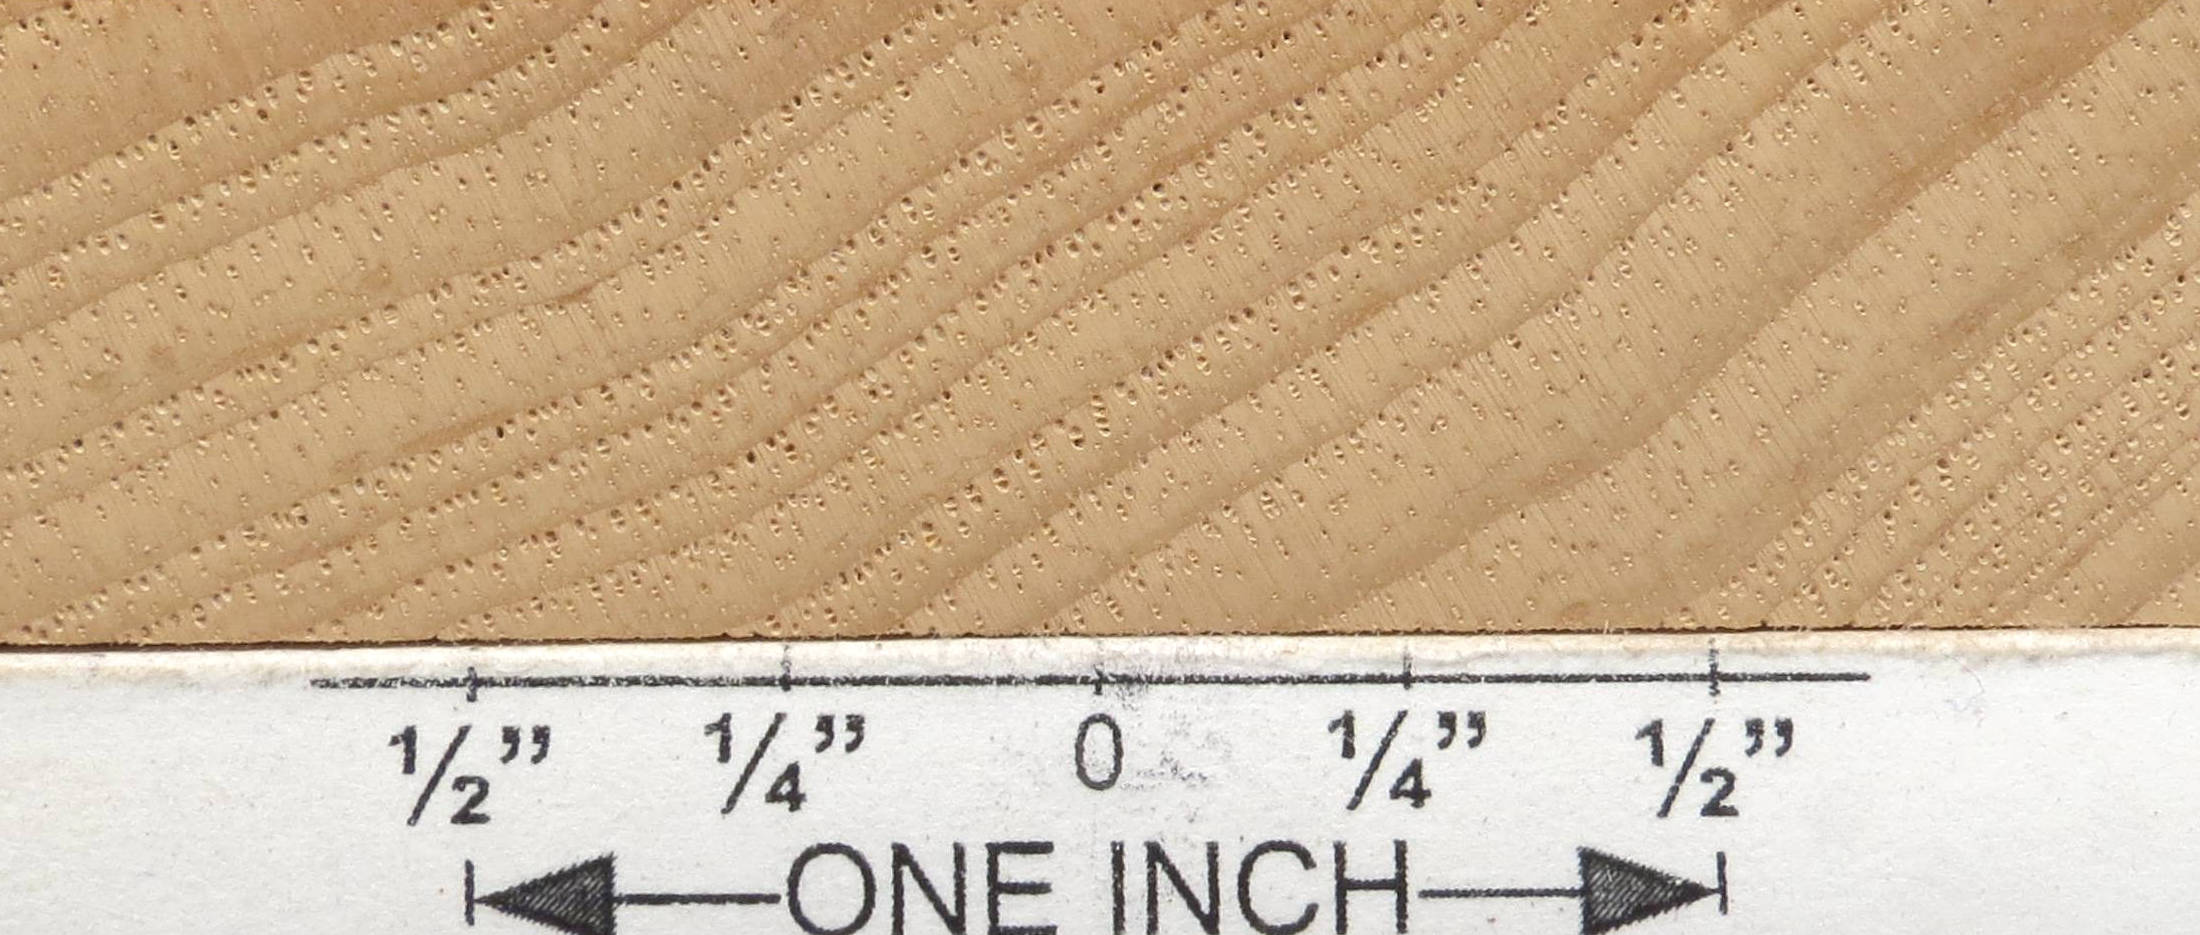 1/2” 1/4” 0 1/4” 1/2”
ONE INCH